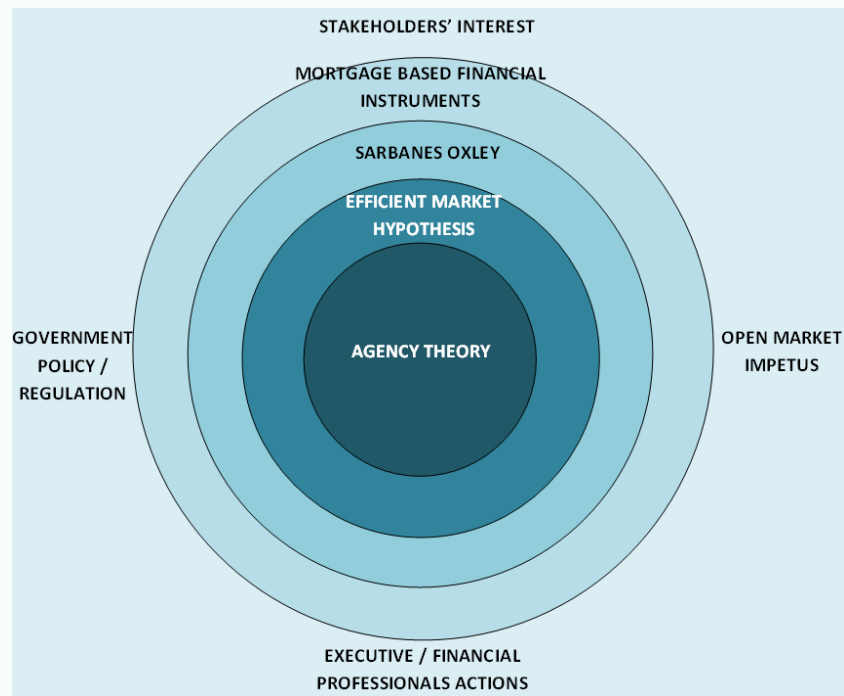 STAKEHOLDERS’ INTEREST
MORTGAGE BASED FINANCIAL
INSTRUMENTS
SARBANES OXLEY
EFFICIENT MARKET
HYPOTHESIS
AGENCY THEORY
GOVERNMENT
POLICY /
REGULATION
OPEN MARKET
IMPETUS
EXECUTIVE / FINANCIAL
PROFESSIONALS ACTIONS